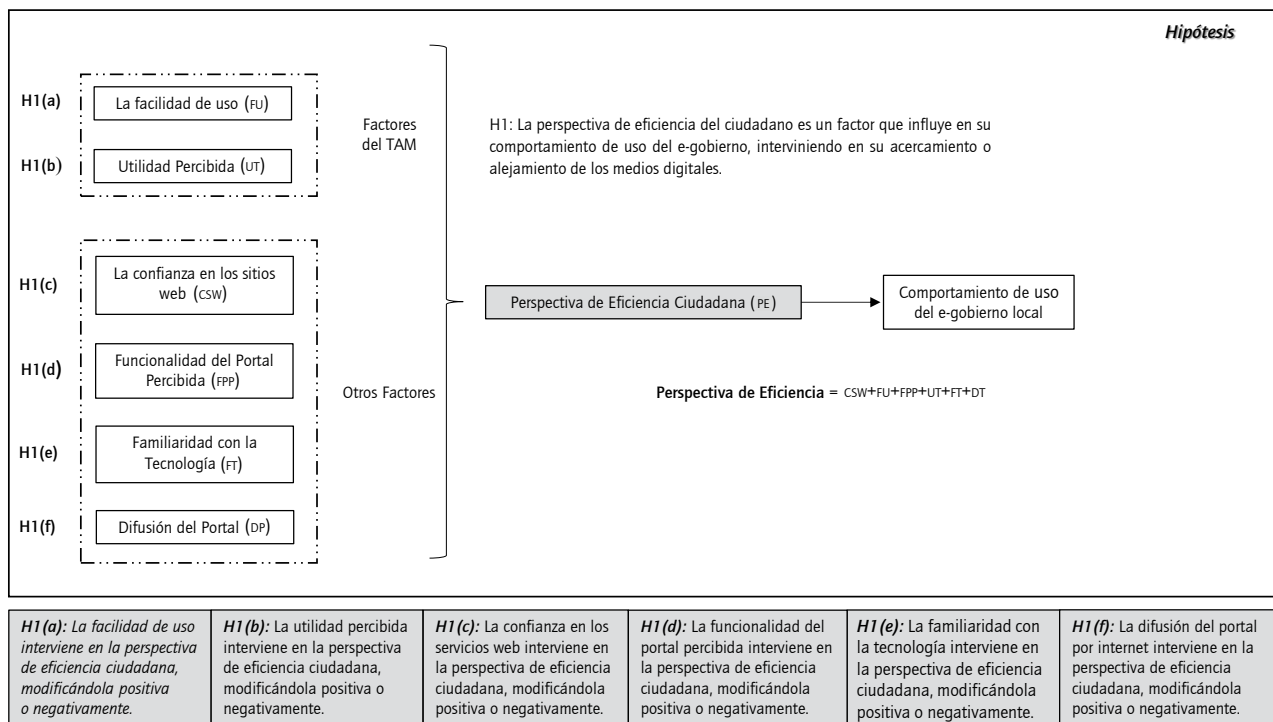 Hipótesis
H1(a)
La facilidad de uso (FU)
H1(b)
Utilidad Percibida (UT)
Factores
del TAM
H1: La perspectiva de eficiencia del ciudadano es un factor que influye en su
comportamiento de uso del e-gobierno, interviniendo en su acercamiento o
alejamiento de los medios digitales.
H1(c)
La confianza en los sitios
web (CSW)
H1(d)
Funcionalidad del Portal
Percibida (FPP)
H1(e)
Familiaridad con la
Tecnología (FT)
H1(f)
Difusión del Portal (DP)
Otros Factores
Perspectiva de Eficiencia Ciudadana (PE)
Comportamiento de uso
del e-gobierno local
Perspectiva de Eficiencia = CSW+FU+FPP+UT+FT+DT
H1(a): La facilidad de uso
interviene en la perspectiva
de eficiencia ciudadana,
modificándola positiva
o negativamente.
H1(b): La utilidad percibida
interviene en la perspectiva
de eficiencia ciudadana,
modificándola positiva o
negativamente.
H1(c): La confianza en los
servicios web interviene en
la perspectiva de eficiencia
ciudadana, modificándola
positiva o negativamente.
H1(d): La funcionalidad del
portal percibida interviene en
la perspectiva de eficiencia
ciudadana, modificándola
positiva o negativamente.
H1(e): La familiaridad con
la tecnología interviene en
la perspectiva de eficiencia
ciudadana, modificándola
positiva o negativamente.
H1(f): La difusión del portal
por internet interviene en la
perspectiva de eficiencia
ciudadana, modificándola
positiva o negativamente.